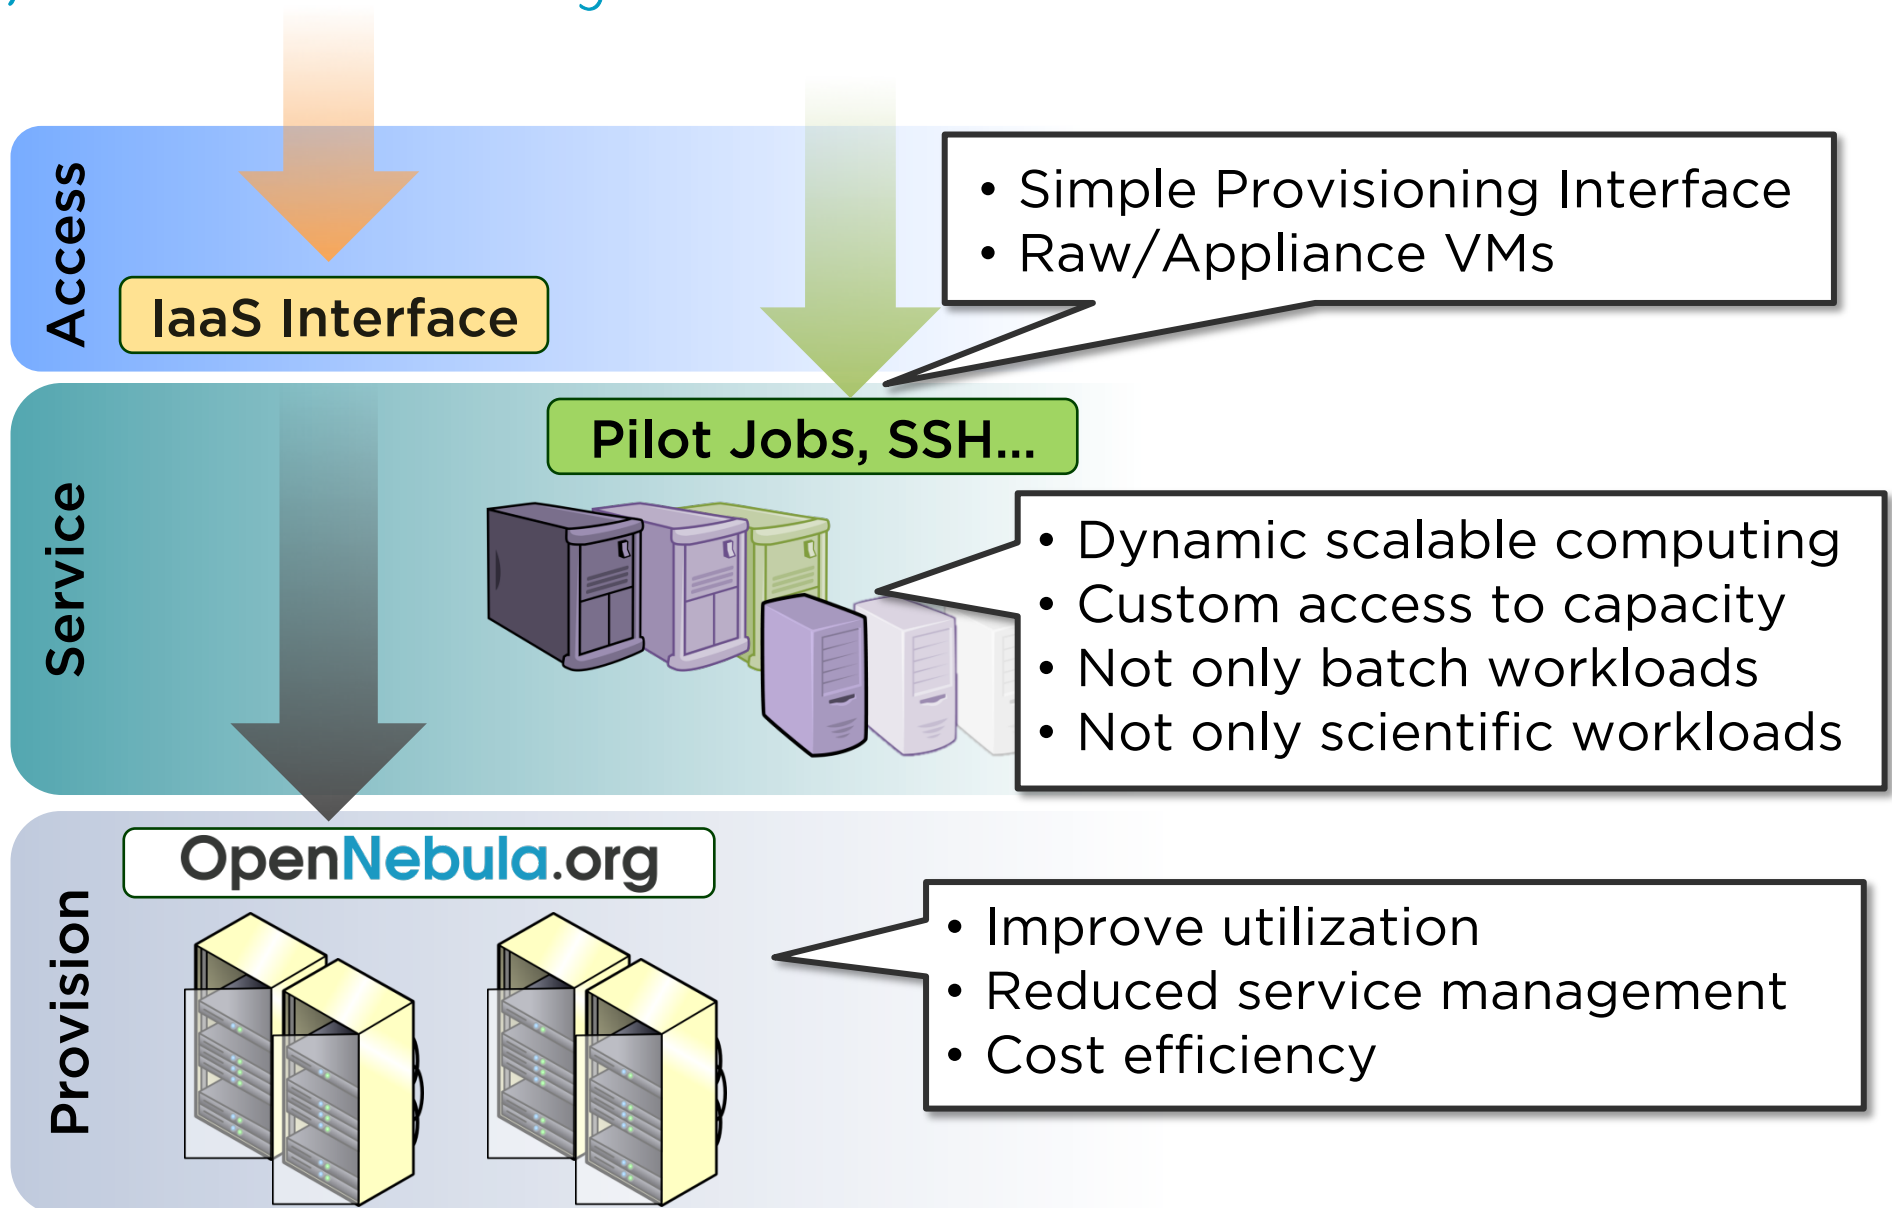 Access
IaaS Interface
• Simple Provisioning Interface
• Raw/Appliance VMs
Service
Pilot Jobs, SSH...
• Dynamic scalable computing
• Custom access to capacity
• Not only batch workloads
• Not only scientific workloads
Provision
OpenNebula.org
• Improve utilization
• Reduced service management
• Cost efficiency